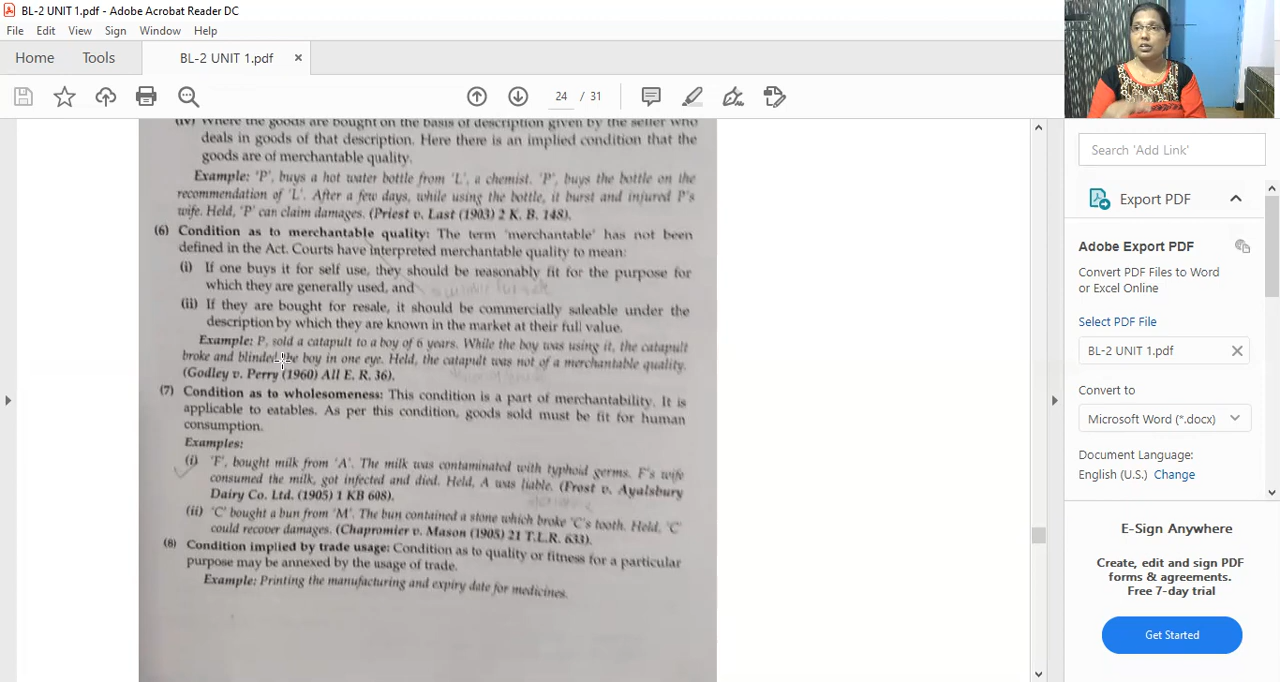 BL-2 UNIT 1.pdf - Adobe Acrobat Reader DC
File Edit View Sign Window Help
Home Tools BL-2 UNIT 1.pdf ×
24 / 31
(iv) Where the goods are bought on the basis of description given by the seller who
deals in goods of that description. Here there is an implied condition that the
goods are of merchantable quality.
Example: 'P', buys a hot water bottle from 'L', a chemist. 'P', buys the bottle on the
recommendation of 'L'. After a few days, while using the bottle, it burst and injured P's
wife. Held, 'P' can claim damages. (Priest v. Last (1903) 2 K. B. 148).
(6) Condition as to merchantable quality: The term 'merchantable' has not been
defined in the Act. Courts have interpreted merchantable quality to mean:
(i) If one buys it for self use, they should be reasonably fit for the purpose for
which they are generally used, and
(ii) If they are bought for resale, it should be commercially saleable under the
description by which they are known in the market at their full value.
Example: P, sold a catapult to a boy of 6 years. While the boy was using it, the catapult
broke and blinded the boy in one eye. Held, the catapult was not of a merchantable quality.
(Godley v. Perry (1960) All E. R. 36).
(7) Condition as to wholesomeness: This condition is a part of merchantability. It is
applicable to eatables. As per this condition, goods sold must be fit for human
consumption.
Examples:
(i) 'F', bought milk from 'A'. The milk was contaminated with typhoid germs. F's wife
consumed the milk, got infected and died. Held, A was liable. (Frost v. Ayalsbury
Dairy Co. Ltd. (1905) 1 KB 608).
(ii) 'C' bought a bun from 'M'. The bun contained a stone which broke 'C's tooth. Held, 'C'
could recover damages. (Chapromier v. Mason (1905) 21 T.L.R. 633).
(8) Condition implied by trade usage: Condition as to quality or fitness for a particular
purpose may be annexed by the usage of trade.
Example: Printing the manufacturing and expiry date for medicines.
Search 'Add Link'
Export PDF
Adobe Export PDF
Convert PDF Files to Word
or Excel Online
Select PDF File
BL-2 UNIT 1.pdf
Convert to
Microsoft Word (*.docx)
Document Language:
English (U.S.) Change
E-Sign Anywhere
Create, edit and sign PDF
forms & agreements.
Free 7-day trial
Get Started